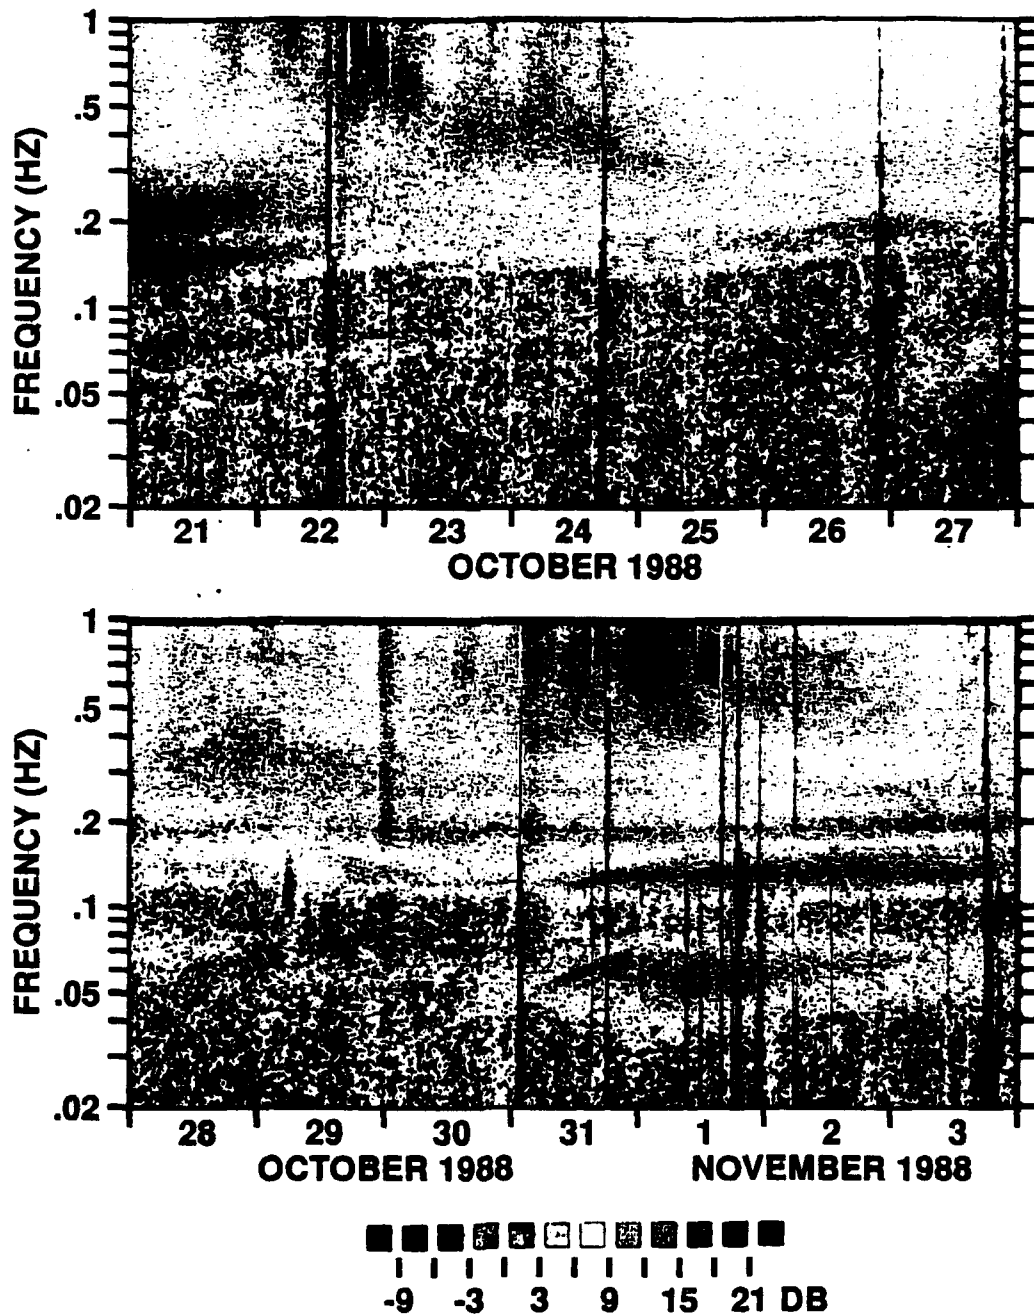 FREQUENCY (HZ)
1
.5
.2
.1
.05
.02
21 22 23 24 25 26 27
OCTOBER 1988
FREQUENCY (HZ)
1
.5
.2
.1
.05
.02
28 29 30 31 1 2 3
OCTOBER 1988 NOVEMBER 1988
-9 -3 3 9 15 21 DB